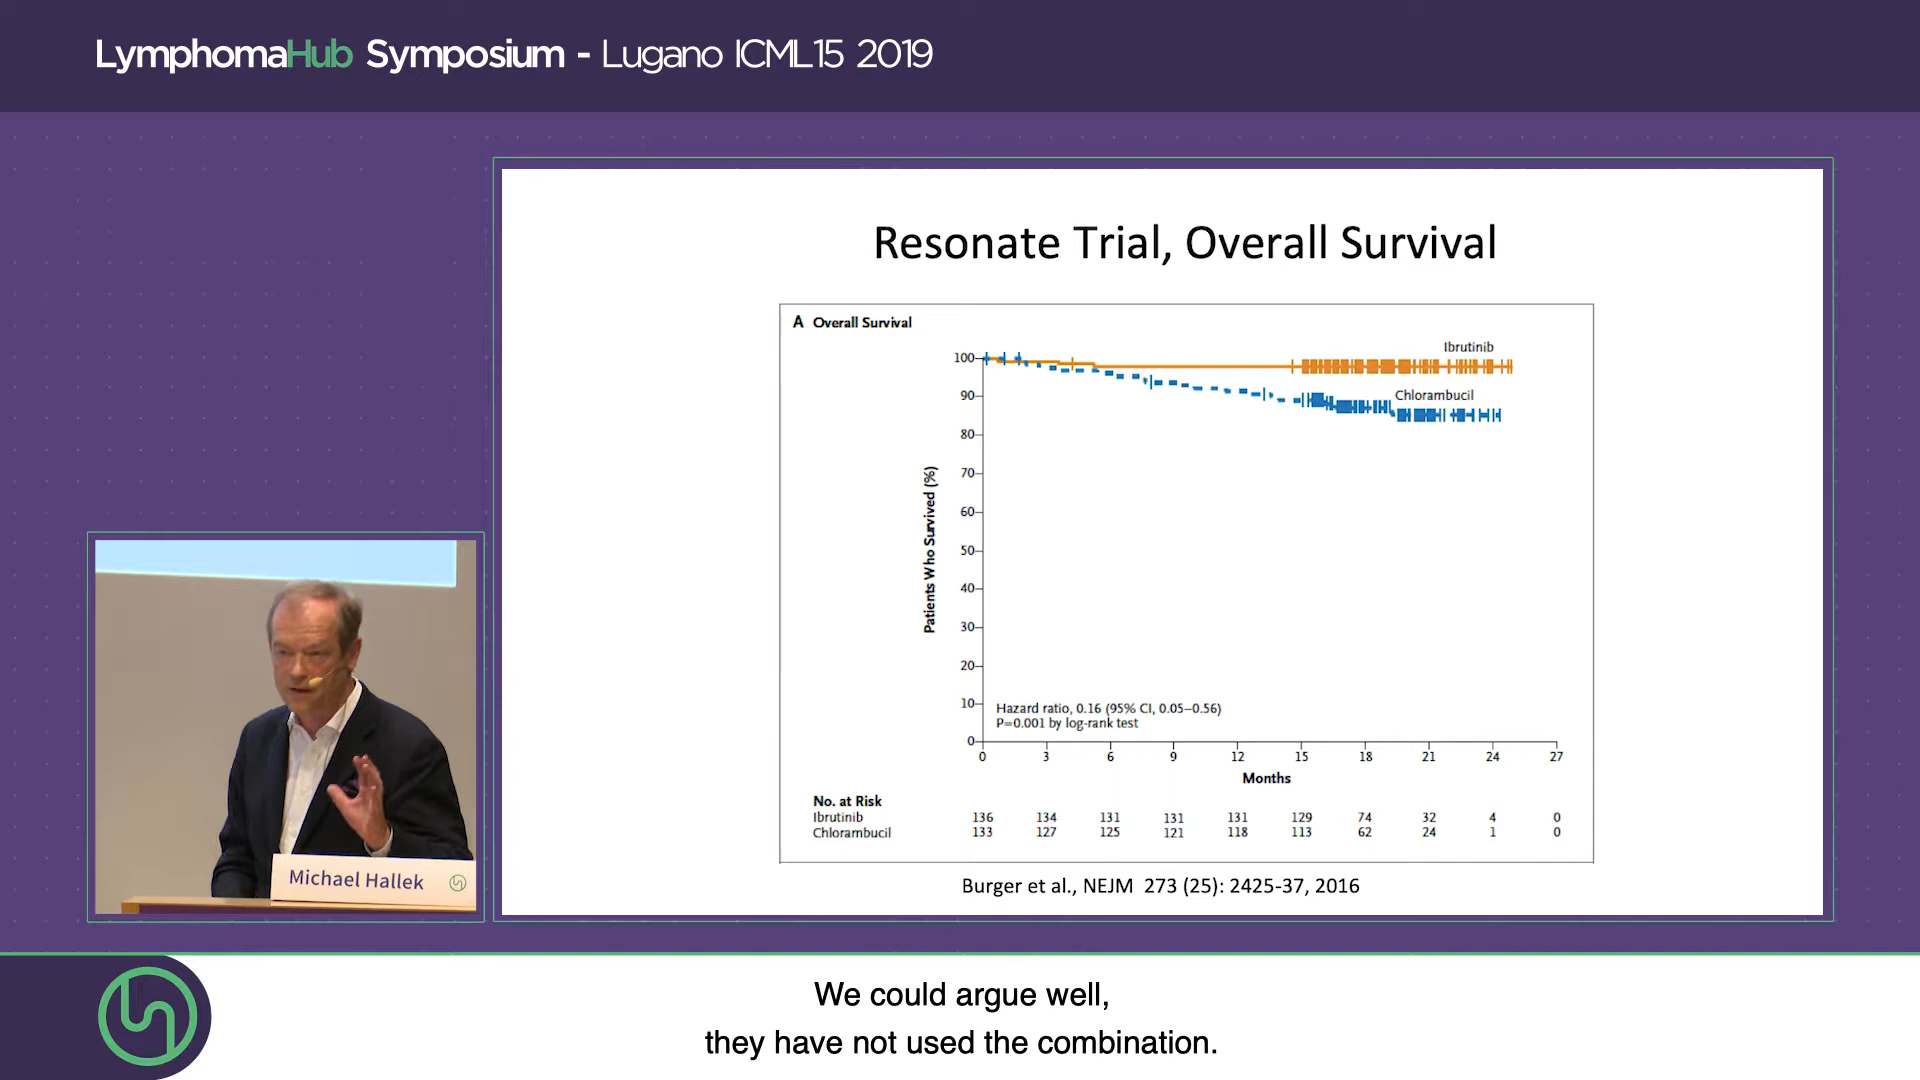 LymphomaHub Symposium - Lugano ICML15 2019
Resonate Trial, Overall Survival
A Overall Survival
Ibrutinib
Chlorambucil
100
90
80
70
60
50
40
30
20
10
0
Patients Who Survived (%)
Hazard ratio, 0.16 (95% CI, 0.05–0.56)
P=0.001 by log-rank test
0 3 6 9 12 15 18 21 24 27
Months
No. at Risk
Ibrutinib 136 134 131 131 131 129 74 32 4 0
Chlorambucil 133 127 125 121 118 113 62 24 1 0
Burger et al., NEJM 273 (25): 2425-37, 2016
Michael Hallek
We could argue well,
they have not used the combination.